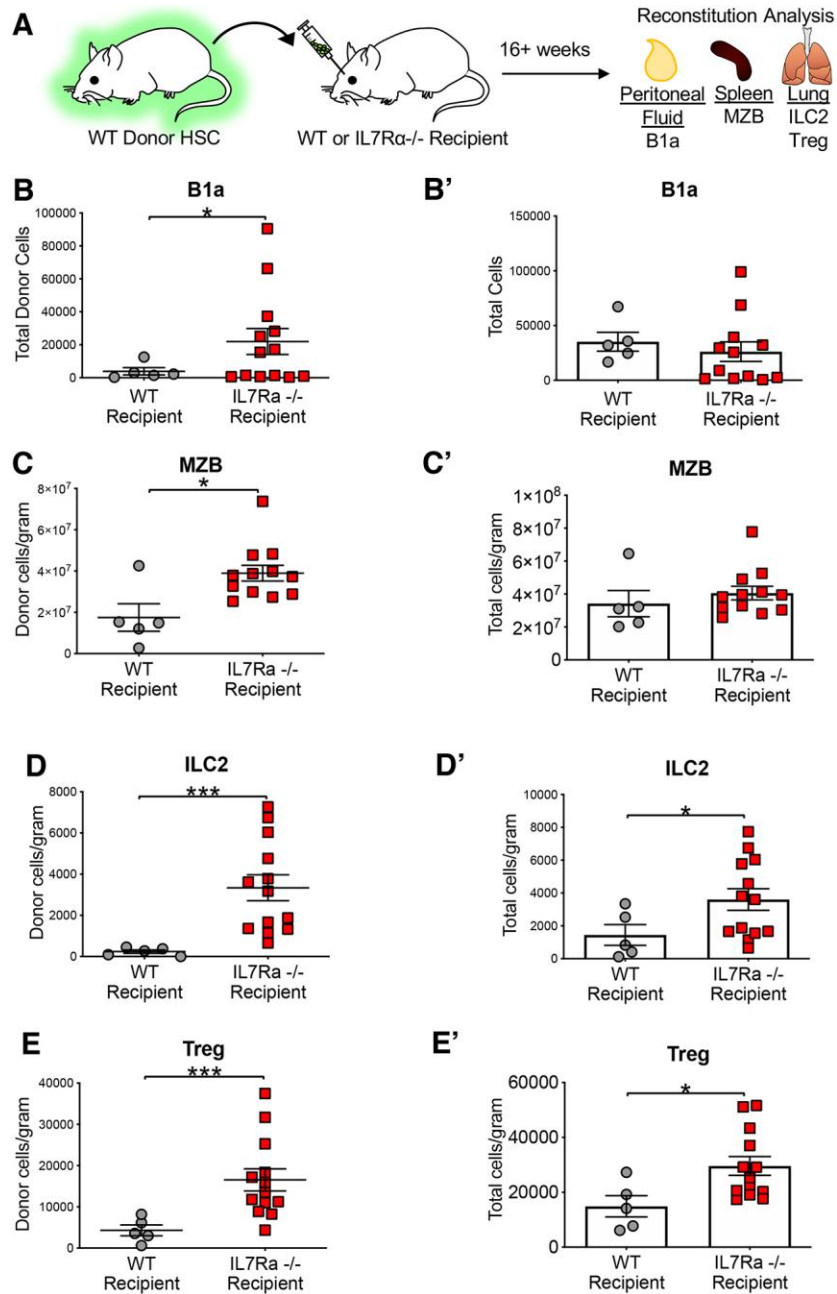 A
WT Donor HSC
WT or IL7Rα-/- Recipient
16+ weeks
Reconstitution Analysis
Peritoneal
Fluid
B1a
Spleen
MZB
Lung
ILC2
Treg
B
B1a
*
Total Donor Cells
100000
80000
60000
40000
20000
0
WT
Recipient
IL7Ra -/-
Recipient
B'
B1a
Total Cells
150000
100000
50000
0
WT
Recipient
IL7Ra -/-
Recipient
C
MZB
*
Donor cells/gram
8×10⁷
6×10⁷
4×10⁷
2×10⁷
0
WT
Recipient
IL7Ra -/-
Recipient
C'
MZB
Total cells/gram
1×10⁸
8×10⁷
6×10⁷
4×10⁷
2×10⁷
0
WT
Recipient
IL7Ra -/-
Recipient
D
ILC2
***
Donor cells/gram
8000
6000
4000
2000
0
WT
Recipient
IL7Ra -/-
Recipient
D'
ILC2
*
Total cells/gram
10000
8000
6000
4000
2000
0
WT
Recipient
IL7Ra -/-
Recipient
E
Treg
***
Donor cells/gram
40000
30000
20000
10000
0
WT
Recipient
IL7Ra -/-
Recipient
E'
Treg
*
Total cells/gram
60000
40000
20000
0
WT
Recipient
IL7Ra -/-
Recipient